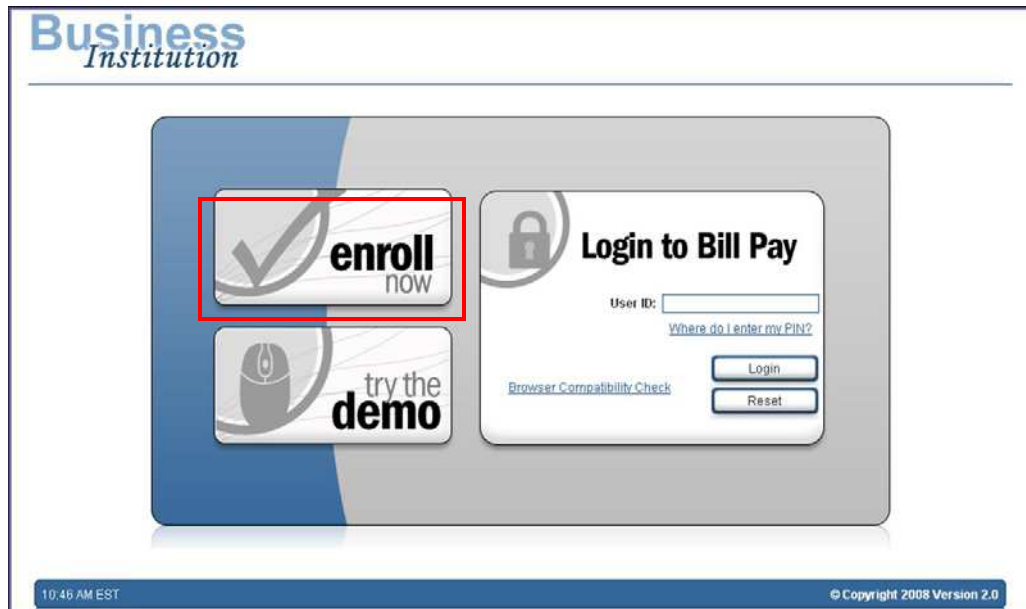 Business
Institution
enroll
now
try the
demo
Login to Bill Pay
User ID:
Where do I enter my PIN?
Browser Compatibility Check
Login
Reset
10:46 AM EST
© Copyright 2008 Version 2.0